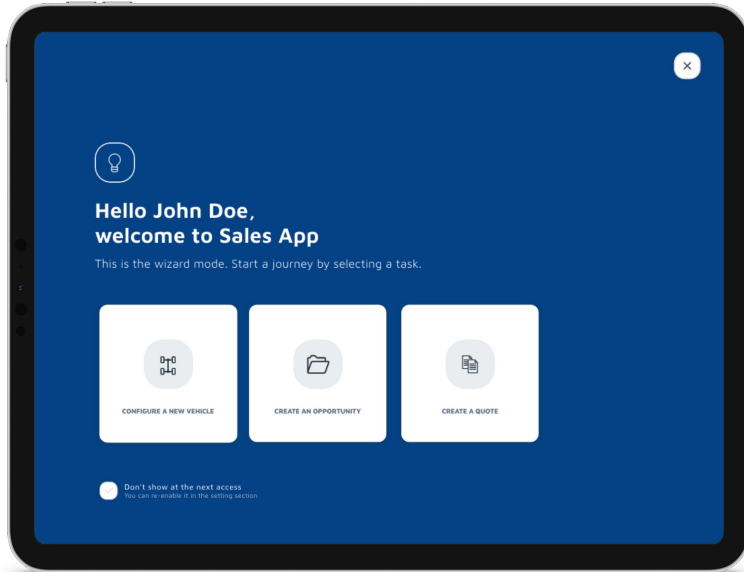 Hello John Doe,
welcome to Sales App
This is the wizard mode. Start a journey by selecting a task.
CONFIGURE A NEW VEHICLE
CREATE AN OPPORTUNITY
CREATE A QUOTE
Don't show at the next access
You can re-enable it in the setting section